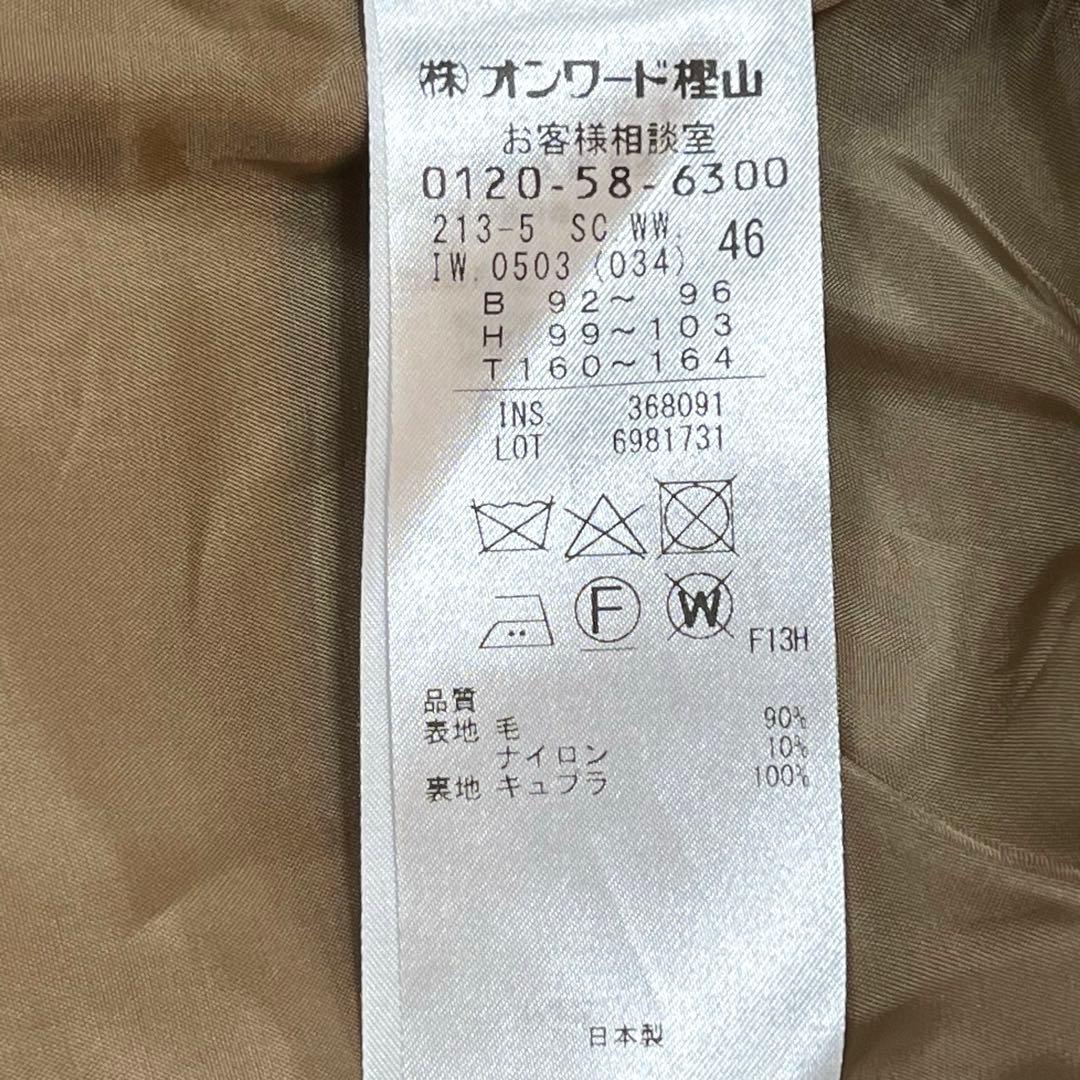 ㈱オンワード樫山
お客様相談室
0120-58-6300
213-5 SC.WW. 46
IW.0503 (034)
B 92〜 96
H 99〜103
T160〜164
INS. 368091
LOT 6981731
F W F13H
品質
表地 毛 90%
ナイロン 10%
裏地 キュプラ 100%
日本製